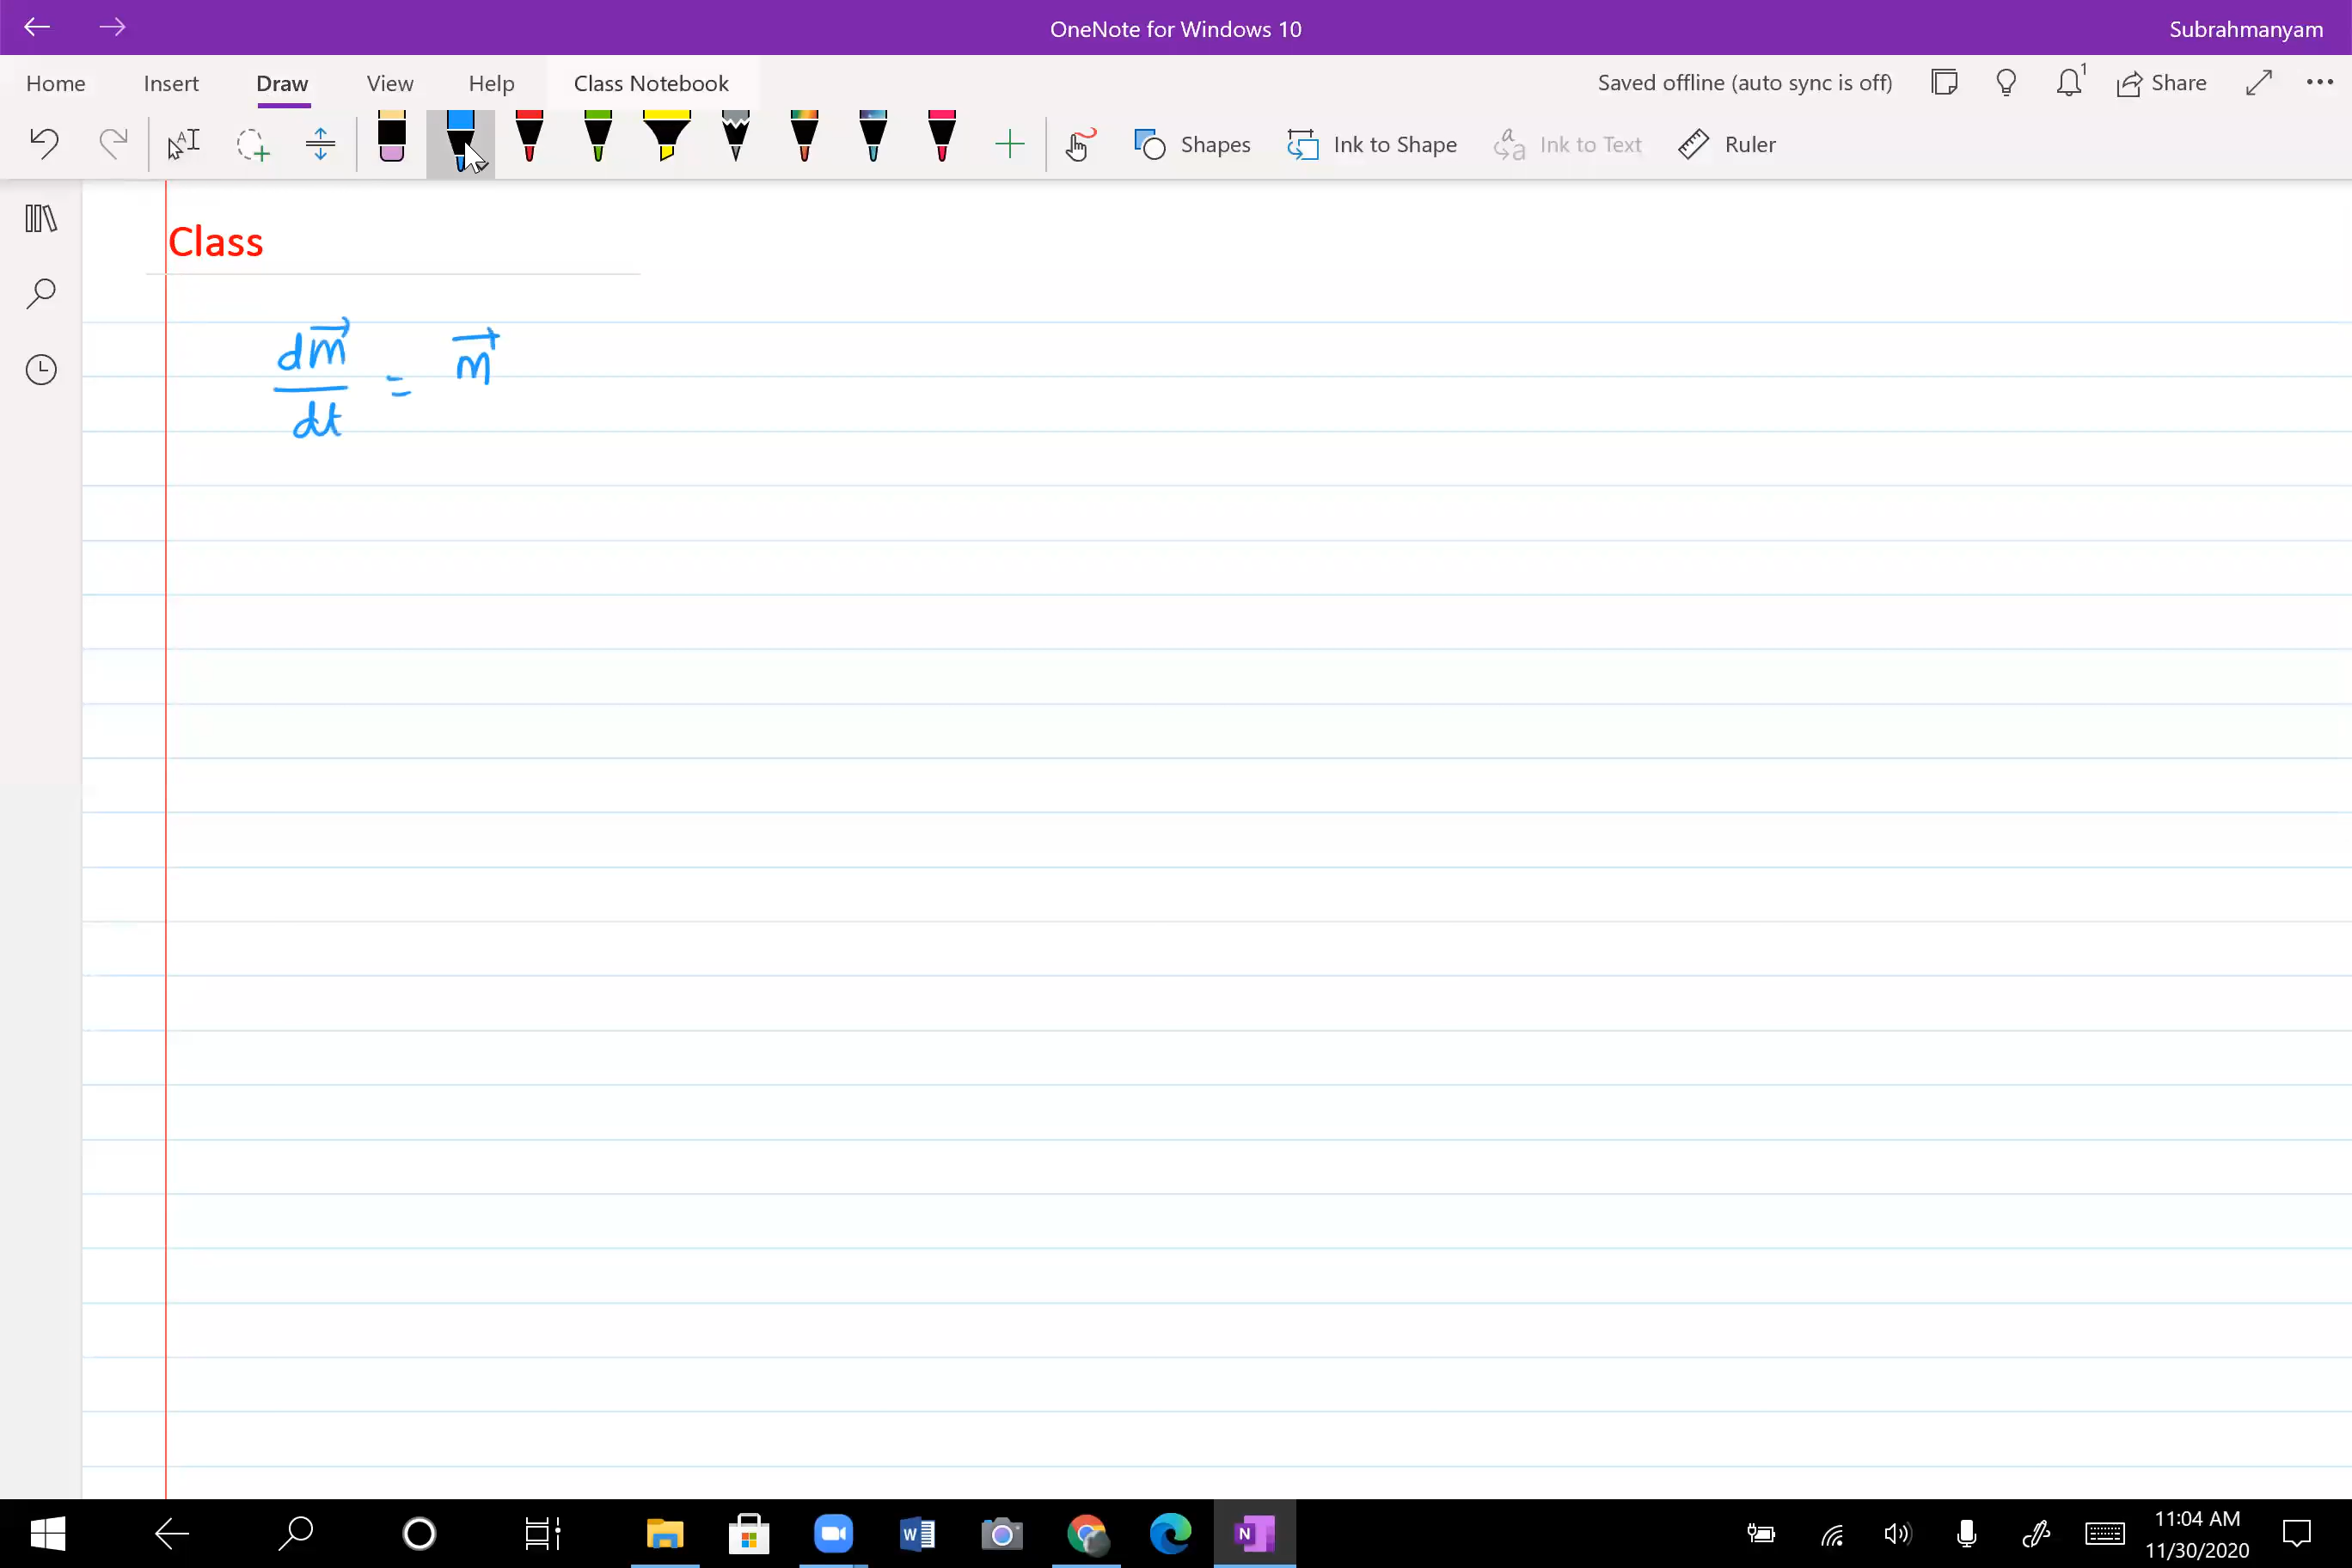 OneNote for Windows 10
Subrahmanyam
Home Insert Draw View Help Class Notebook
Saved offline (auto sync is off) 1 Share
Shapes Ink to Shape Ink to Text Ruler
Class
dm⃗/dt = m⃗
11:04 AM
11/30/2020